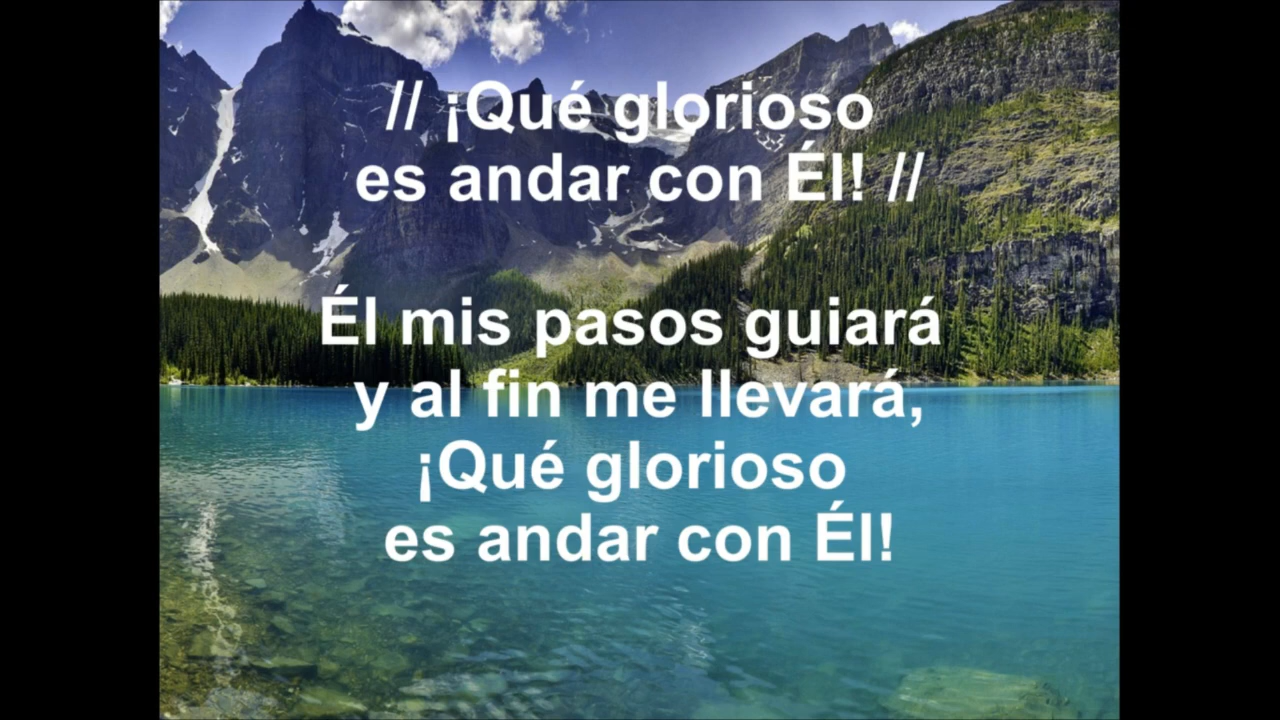 // ¡Qué glorioso
es andar con Él! //
Él mis pasos guiará
y al fin me llevará,
¡Qué glorioso
es andar con Él!